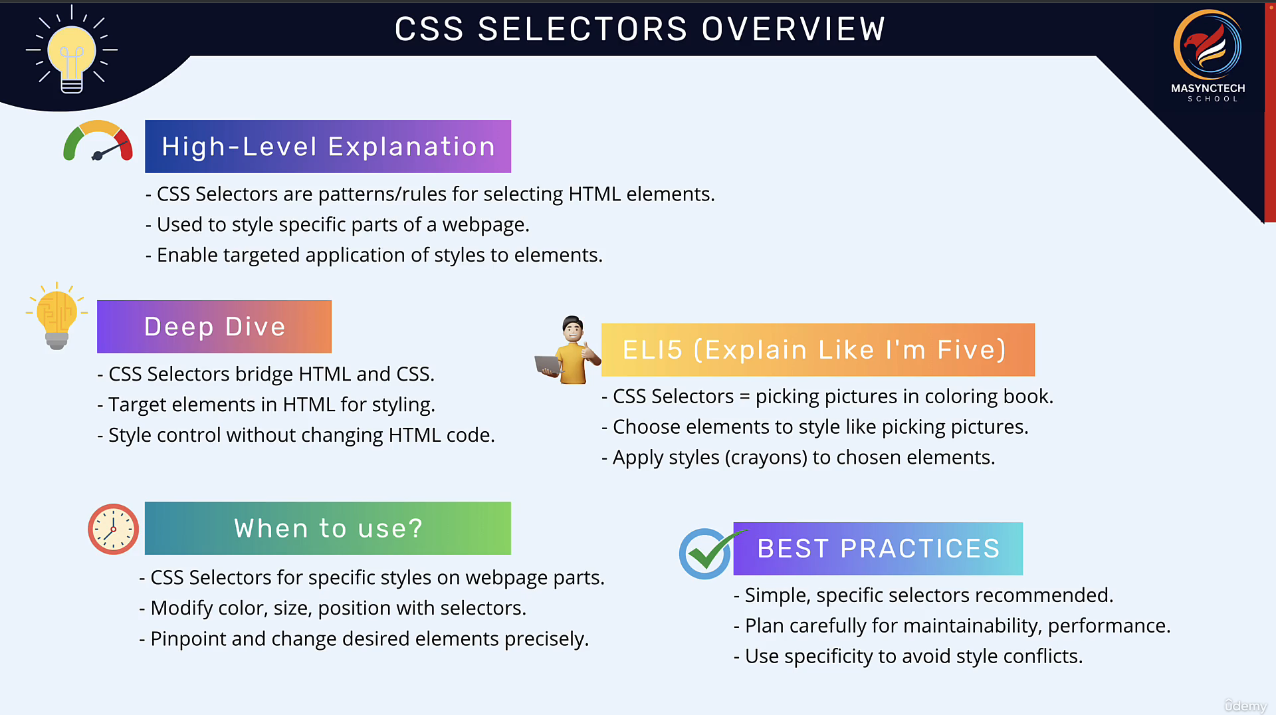 CSS SELECTORS OVERVIEW
MASYNCTECH
SCHOOL
High-Level Explanation
- CSS Selectors are patterns/rules for selecting HTML elements.
- Used to style specific parts of a webpage.
- Enable targeted application of styles to elements.
Deep Dive
- CSS Selectors bridge HTML and CSS.
- Target elements in HTML for styling.
- Style control without changing HTML code.
ELI5 (Explain Like I'm Five)
- CSS Selectors = picking pictures in coloring book.
- Choose elements to style like picking pictures.
- Apply styles (crayons) to chosen elements.
When to use?
- CSS Selectors for specific styles on webpage parts.
- Modify color, size, position with selectors.
- Pinpoint and change desired elements precisely.
BEST PRACTICES
- Simple, specific selectors recommended.
- Plan carefully for maintainability, performance.
- Use specificity to avoid style conflicts.
ûdemy